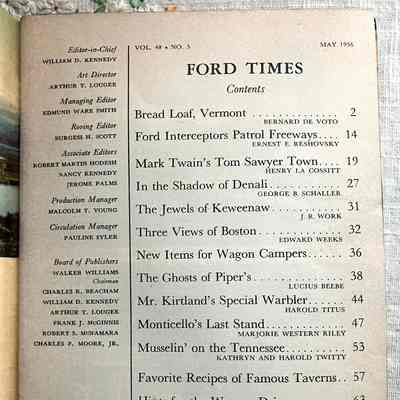 Editor-in-Chief
WILLIAM D. KENNEDY
Art Director
ARTHUR T. LOUGEE
Managing Editor
EDMUND WARE SMITH
Roving Editor
BURGESS H. SCOTT
Associate Editors
ROBERT MARTIN HODESH
NANCY KENNEDY
JEROME PALMS
Production Manager
MALCOLM T. YOUNG
Circulation Manager
PAULINE EYLER
Board of Publishers
WALKER WILLIAMS
Chairman
CHARLES R. BEACHAM
WILLIAM D. KENNEDY
ARTHUR T. LOUGEE
FRANK J. McGINNIS
ROBERT S. McNAMARA
CHARLES F. MOORE, JR.
VOL. 48 • NO. 5 MAY 1956
FORD TIMES
Contents
Bread Loaf, Vermont .............. 2
BERNARD DE VOTO
Ford Interceptors Patrol Freeways.... 14
ERNEST E. RESHOVSKY
Mark Twain's Tom Sawyer Town.... 19
HENRY LA COSSITT
In the Shadow of Denali........... 27
GEORGE B. SCHALLER
The Jewels of Keweenaw.......... 31
J. R. WORK
Three Views of Boston............ 32
EDWARD WEEKS
New Items for Wagon Campers..... 36
The Ghosts of Piper's............. 38
LUCIUS BEEBE
Mr. Kirtland's Special Warbler...... 44
HAROLD TITUS
Monticello's Last Stand............ 47
MARJORIE WESTERN RILEY
Musselin' on the Tennessee......... 53
KATHRYN AND HAROLD TWITTY
Favorite Recipes of Famous Taverns.. 57